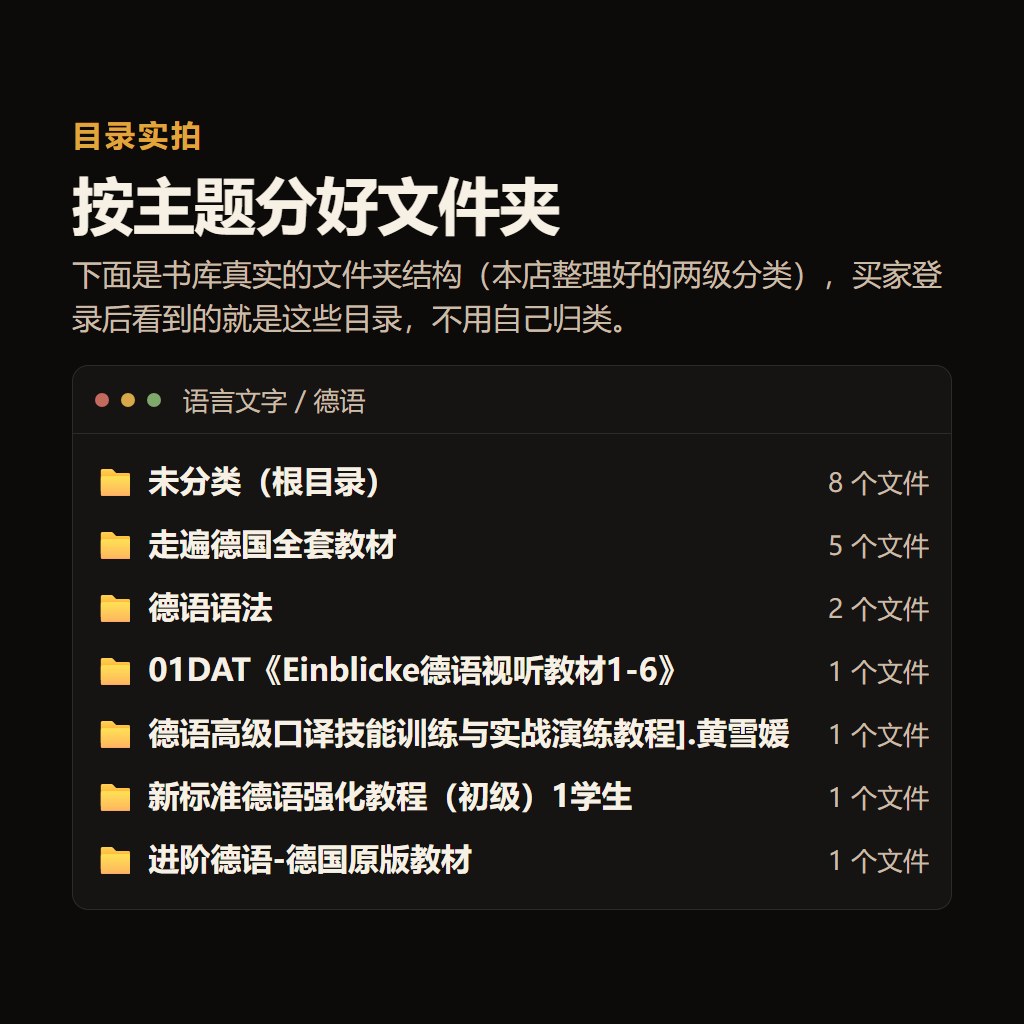 目录实拍
按主题分好文件夹
下面是书库真实的文件夹结构（本店整理好的两级分类），买家登
录后看到的就是这些目录，不用自己归类。
语言文字 / 德语
未分类（根目录） 8 个文件
走遍德国全套教材 5 个文件
德语语法 2 个文件
01DAT《Einblicke德语视听教材1-6》 1 个文件
德语高级口译技能训练与实战演练教程].黄雪媛 1 个文件
新标准德语强化教程（初级）1学生 1 个文件
进阶德语-德国原版教材 1 个文件